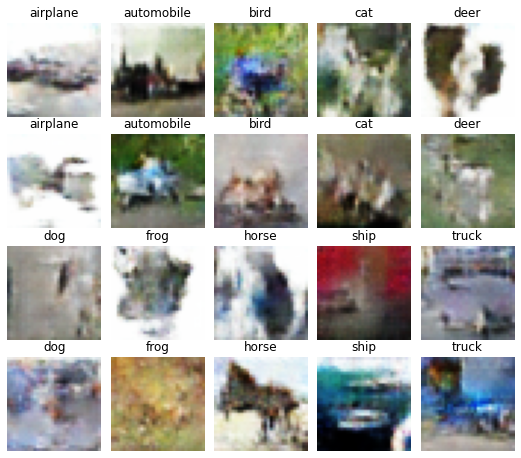 airplane automobile bird cat deer
airplane automobile bird cat deer
dog frog horse ship truck
dog frog horse ship truck